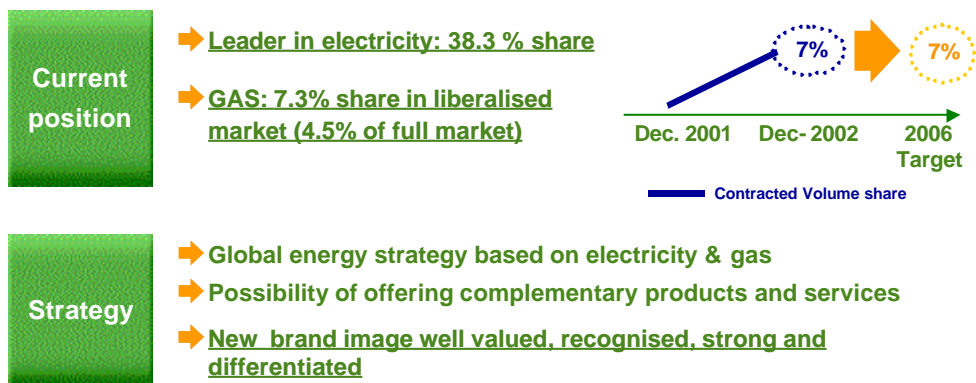 Current
position
Leader in electricity: 38.3 % share
GAS: 7.3% share in liberalised
market (4.5% of full market)
7%
7%
Dec. 2001
Dec- 2002
2006
Target
Contracted Volume share
Strategy
Global energy strategy based on electricity & gas
Possibility of offering complementary products and services
New brand image well valued, recognised, strong and
differentiated